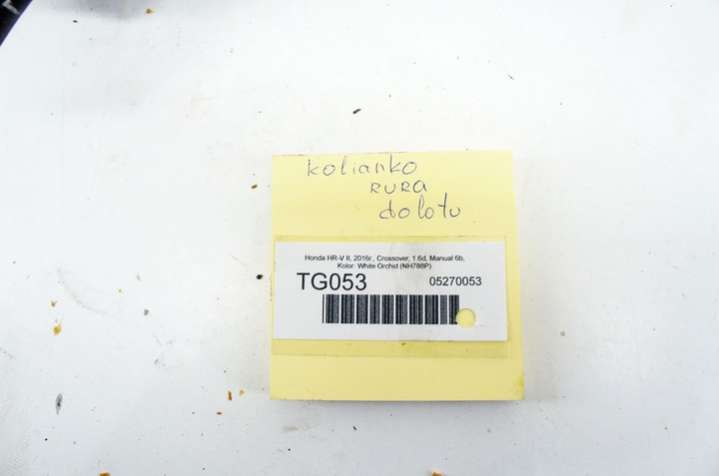 kolianko
RURA
dolotu
Honda HR-V II, 2016r., Crossover, 1.6d, Manual 6b,
Kolor: White Orchid (NH788P)
TG053 05270053